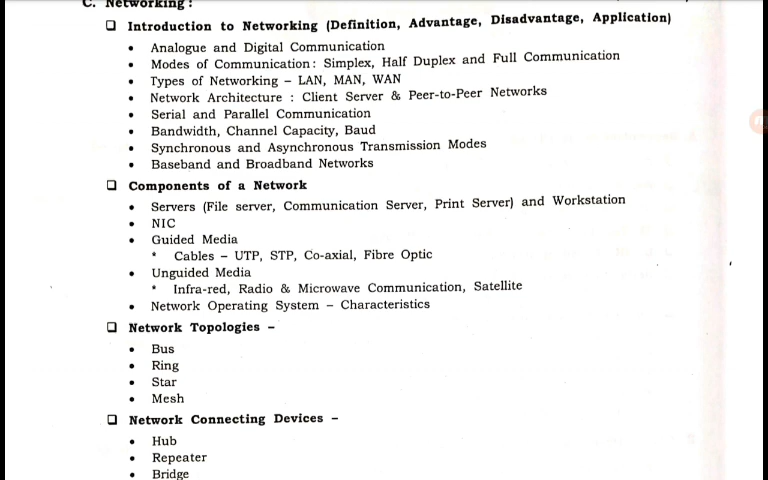 C. Networking :
❑ Introduction to Networking (Definition, Advantage, Disadvantage, Application)
• Analogue and Digital Communication
• Modes of Communication : Simplex, Half Duplex and Full Communication
• Types of Networking – LAN, MAN, WAN
• Network Architecture : Client Server & Peer-to-Peer Networks
• Serial and Parallel Communication
• Bandwidth, Channel Capacity, Baud
• Synchronous and Asynchronous Transmission Modes
• Baseband and Broadband Networks
❑ Components of a Network
• Servers (File server, Communication Server, Print Server) and Workstation
• NIC
• Guided Media
* Cables – UTP, STP, Co-axial, Fibre Optic
• Unguided Media
* Infra-red, Radio & Microwave Communication, Satellite
• Network Operating System – Characteristics
❑ Network Topologies –
• Bus
• Ring
• Star
• Mesh
❑ Network Connecting Devices –
• Hub
• Repeater
• Bridge